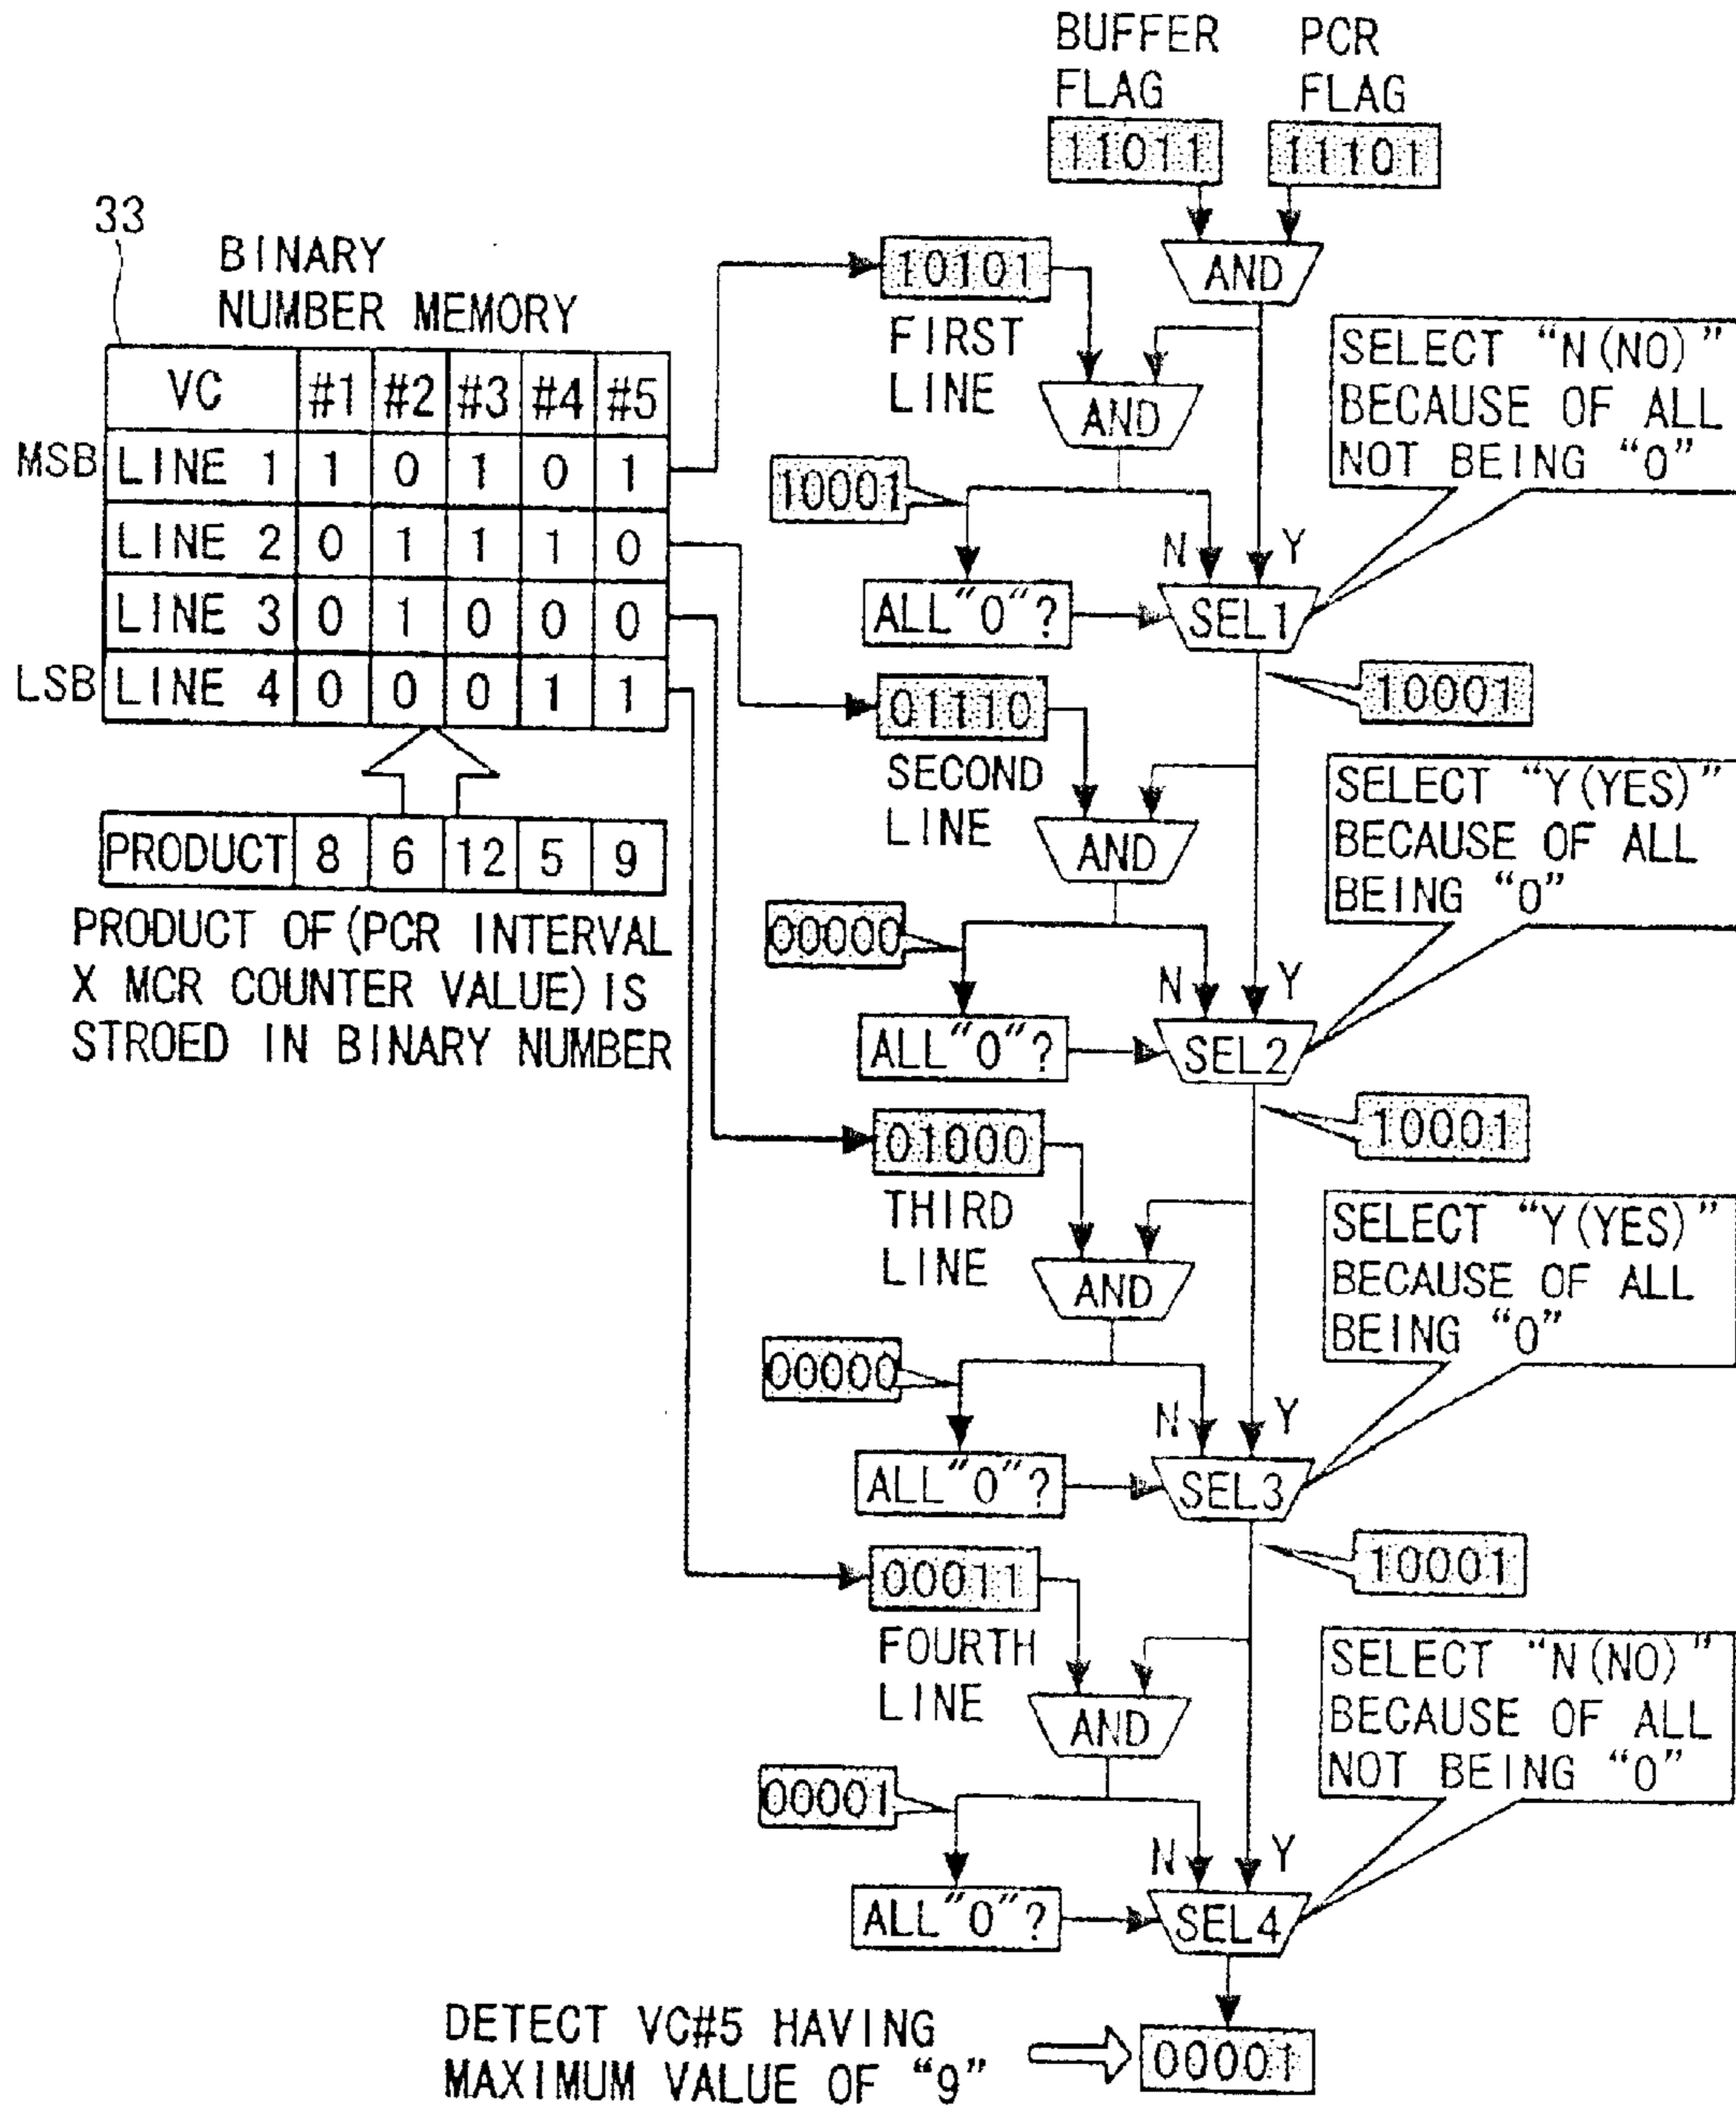 BUFFER
FLAG
PCR
FLAG
11011
11101
AND
33
BINARY
NUMBER MEMORY
VC #1 #2 #3 #4 #5
MSB LINE 1 1 0 1 0 1
LINE 2 0 1 1 1 0
LINE 3 0 1 0 0 0
LSB LINE 4 0 0 0 1 1
PRODUCT 8 6 12 5 9
PRODUCT OF (PCR INTERVAL
X MCR COUNTER VALUE) IS
STROED IN BINARY NUMBER
10101
FIRST
LINE
AND
10001
N Y
ALL "0"?
SEL1
SELECT "N(NO)"
BECAUSE OF ALL
NOT BEING "0"
10001
01110
SECOND
LINE
AND
00000
N Y
ALL "0"?
SEL2
SELECT "Y(YES)"
BECAUSE OF ALL
BEING "0"
10001
01000
THIRD
LINE
AND
00000
N Y
ALL "0"?
SEL3
SELECT "Y(YES)"
BECAUSE OF ALL
BEING "0"
10001
00011
FOURTH
LINE
AND
00001
N Y
ALL "0"?
SEL4
SELECT "N(NO)"
BECAUSE OF ALL
NOT BEING "0"
DETECT VC#5 HAVING
MAXIMUM VALUE OF "9"
00001